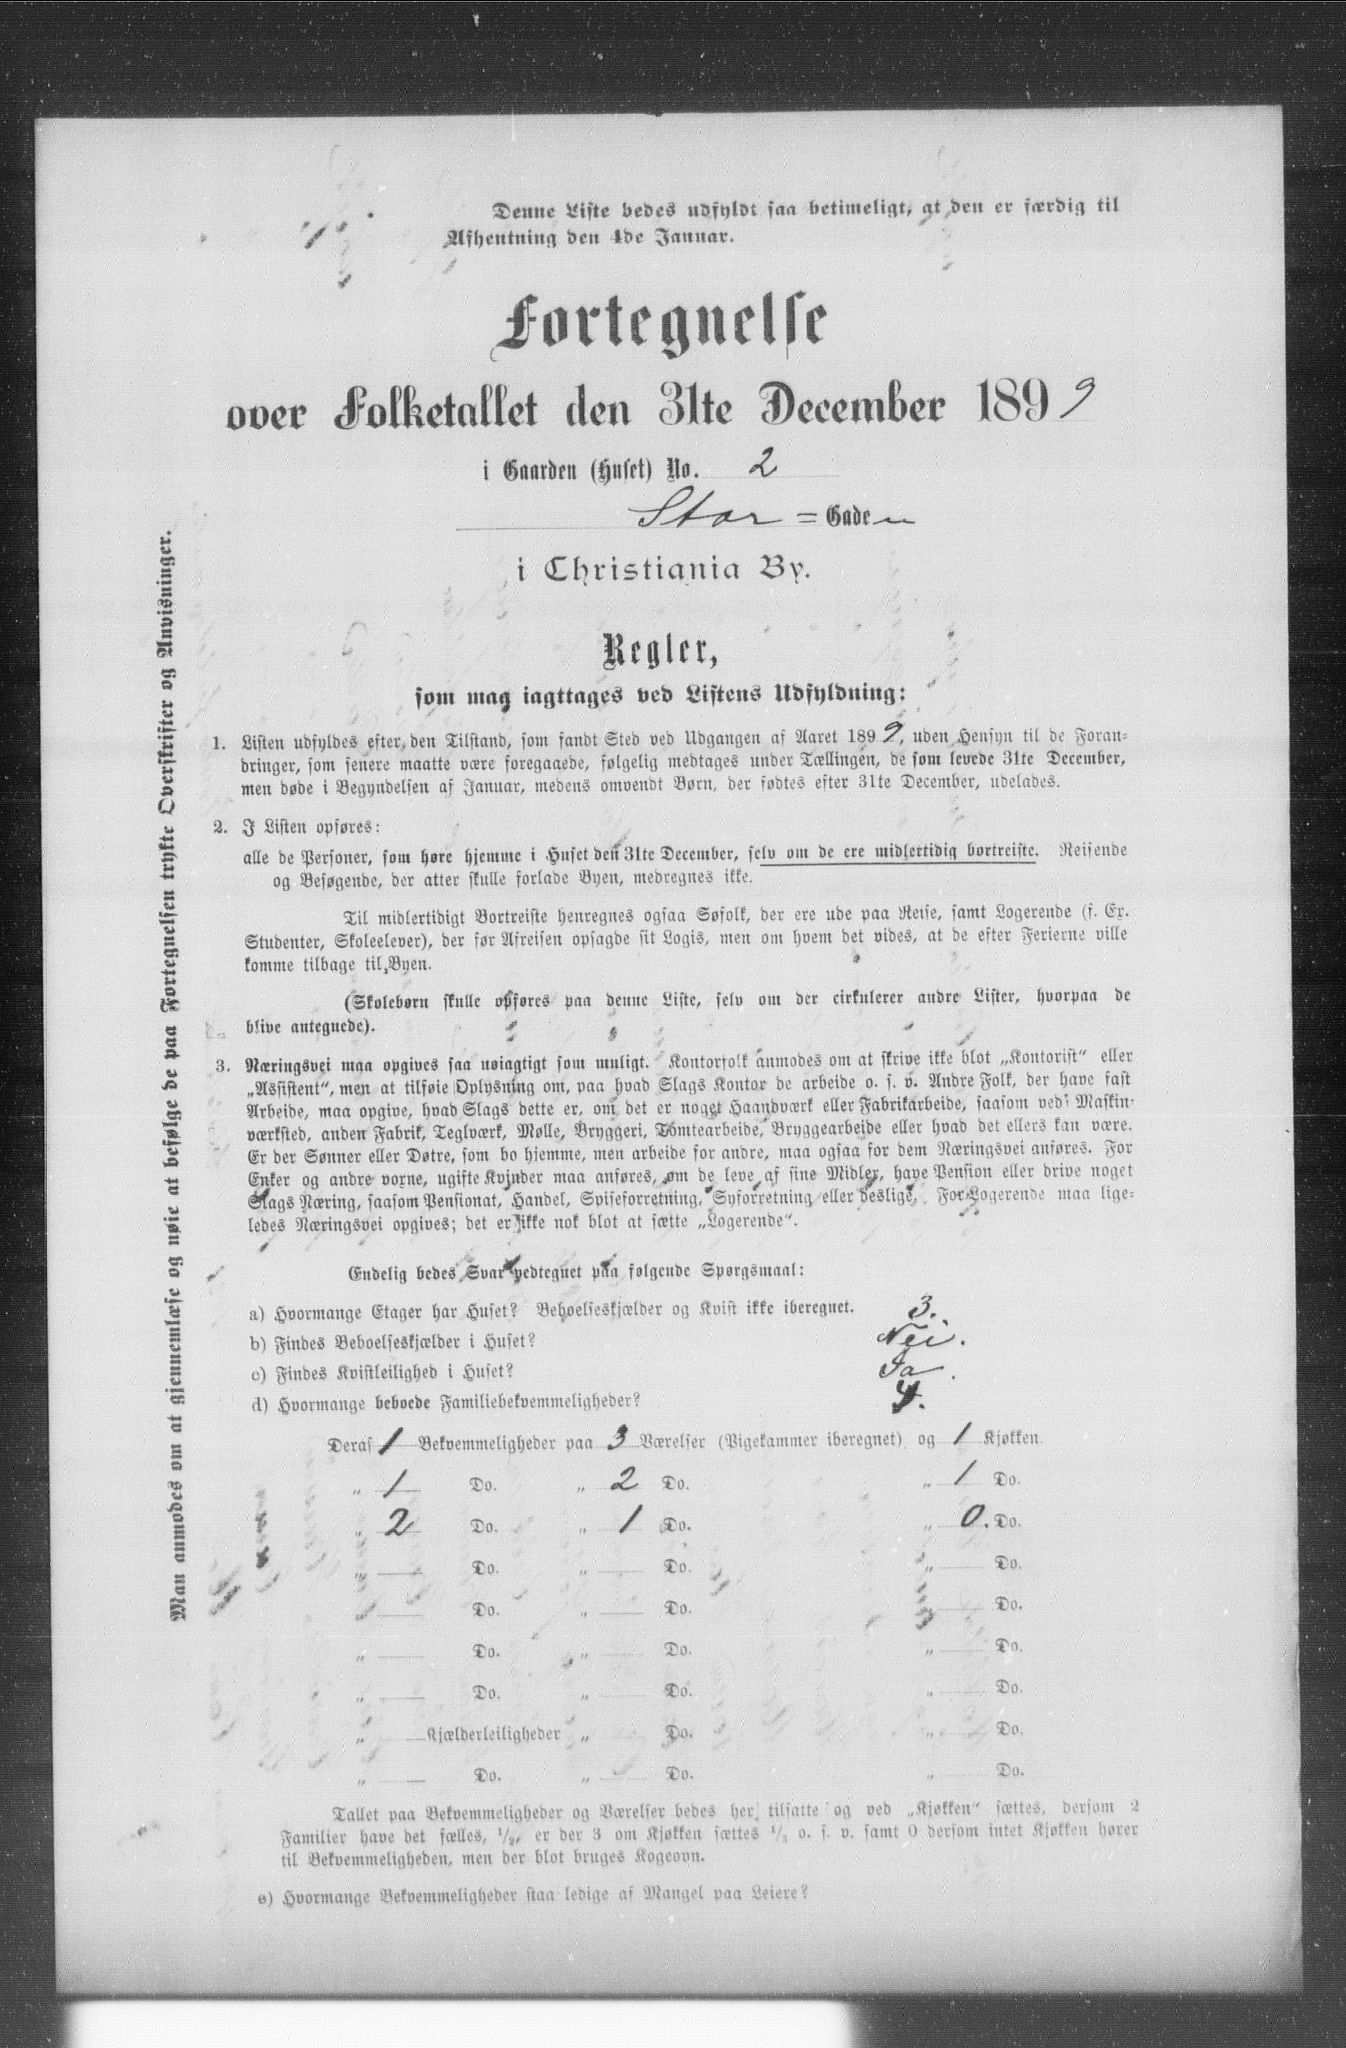 Denne Liste bedes udfyldt saa betimeligt, at den er færdig til
Afhentning den 4de Januar.
Fortegnelse
over Folketallet den 31te December 1899
i Gaarden (Huset) No. 2
Stor = Gaden
i Christiania By.
Regler,
som maa iagttages ved Listens Udfyldning:
1. Listen udfyldes efter den Tilstand, som fandt Sted ved Udgangen af Aaret 1899, uden Hensyn til de Foran-
dringer, som senere maatte være foregaaede, følgelig medtages under Tællingen, de som levede 31te December,
men døde i Begyndelsen af Januar, medens omvendt Børn, der fødtes efter 31te December, udelades.
2. I Listen opføres:
alle de Personer, som høre hjemme i Huset den 31te December, selv om de ere midlertidig bortreiste. Reisende
og Besøgende, der atter skulle forlade Byen, medregnes ikke.
Til midlertidigt Bortreiste henregnes ogsaa Søfolk, der ere ude paa Reise, samt Logerende (f. Ex.
Studenter, Skoleelever), der før Afreisen opsagde sit Logis, men om hvem det vides, at de efter Ferierne ville
komme tilbage til Byen.
(Skolebørn skulle opføres paa denne Liste, selv om der cirkulerer andre Lister, hvorpaa de
blive antegnede).
3. Næringsvei maa opgives saa nøiagtigt som muligt. Kontorfolk anmodes om at skrive ikke blot „Kontorist“ eller
„Assistent“, men at tilføie Oplysning om, paa hvad Slags Kontor de arbeide o. s. v. Andre Folk, der have fast
Arbeide, maa opgive, hvad Slags dette er, om det er noget Haandværk eller Fabrikarbeide, saasom ved Maskin-
værksted, anden Fabrik, Teglværk, Mølle, Bryggeri, Tomtearbeide, Bryggearbeide eller hvad det ellers kan være.
Er der Sønner eller Døtre, som bo hjemme, men arbeide for andre, maa ogsaa for dem Næringsvei anføres. For
Enker og andre voxne, ugifte Kvinder maa anføres, om de leve af sine Midler, have Pension eller drive noget
Slags Næring, saasom Pensionat, Handel, Spiseforretning, Syforretning eller deslige. For Logerende maa lige-
ledes Næringsvei opgives; det er ikke nok blot at sætte „Logerende“.
Endelig bedes Svar vedtegnet paa følgende Spørgsmaal:
a) Hvormange Etager har Huset? Beboelseskjælder og Kvist ikke iberegnet. 3.
b) Findes Beboelseskjælder i Huset? Nei.
c) Findes Kvistleilighed i Huset? Ja.
d) Hvormange beboede Familiebekvemmeligheder? 4.
Deraf 1 Bekvemmeligheder paa 3 Værelser (Pigekammer iberegnet) og 1 Kjøkken
„ 1 Do. „ 2 Do. „ 1 Do.
„ 2 Do. „ 1 Do. „ 0. Do.
„ Do. „ Do. „ Do.
„ Do. „ Do. „ Do.
„ Do. „ Do. „ Do.
„ Do. „ Do. „ Do.
„ Kjælderleiligheder „ Do. „ Do.
„ Do. „ Do. „ Do.
Tallet paa Bekvemmeligheder og Værelser bedes her tilsatte og ved „Kjøkken“ sættes, dersom 2
Familier have det fælles, 1/2, er der 3 om Kjøkken sættes 1/3 o. s. v. samt 0 dersom intet Kjøkken hører
til Bekvemmeligheden, men der blot bruges Kogeovn.
e) Hvormange Bekvemmeligheder staa ledige af Mangel paa Leiere?
Man anmodes om at gjennemlæse og nøie at befølge de paa Fortegnelsen trykte Overskrifter og Anvisninger.